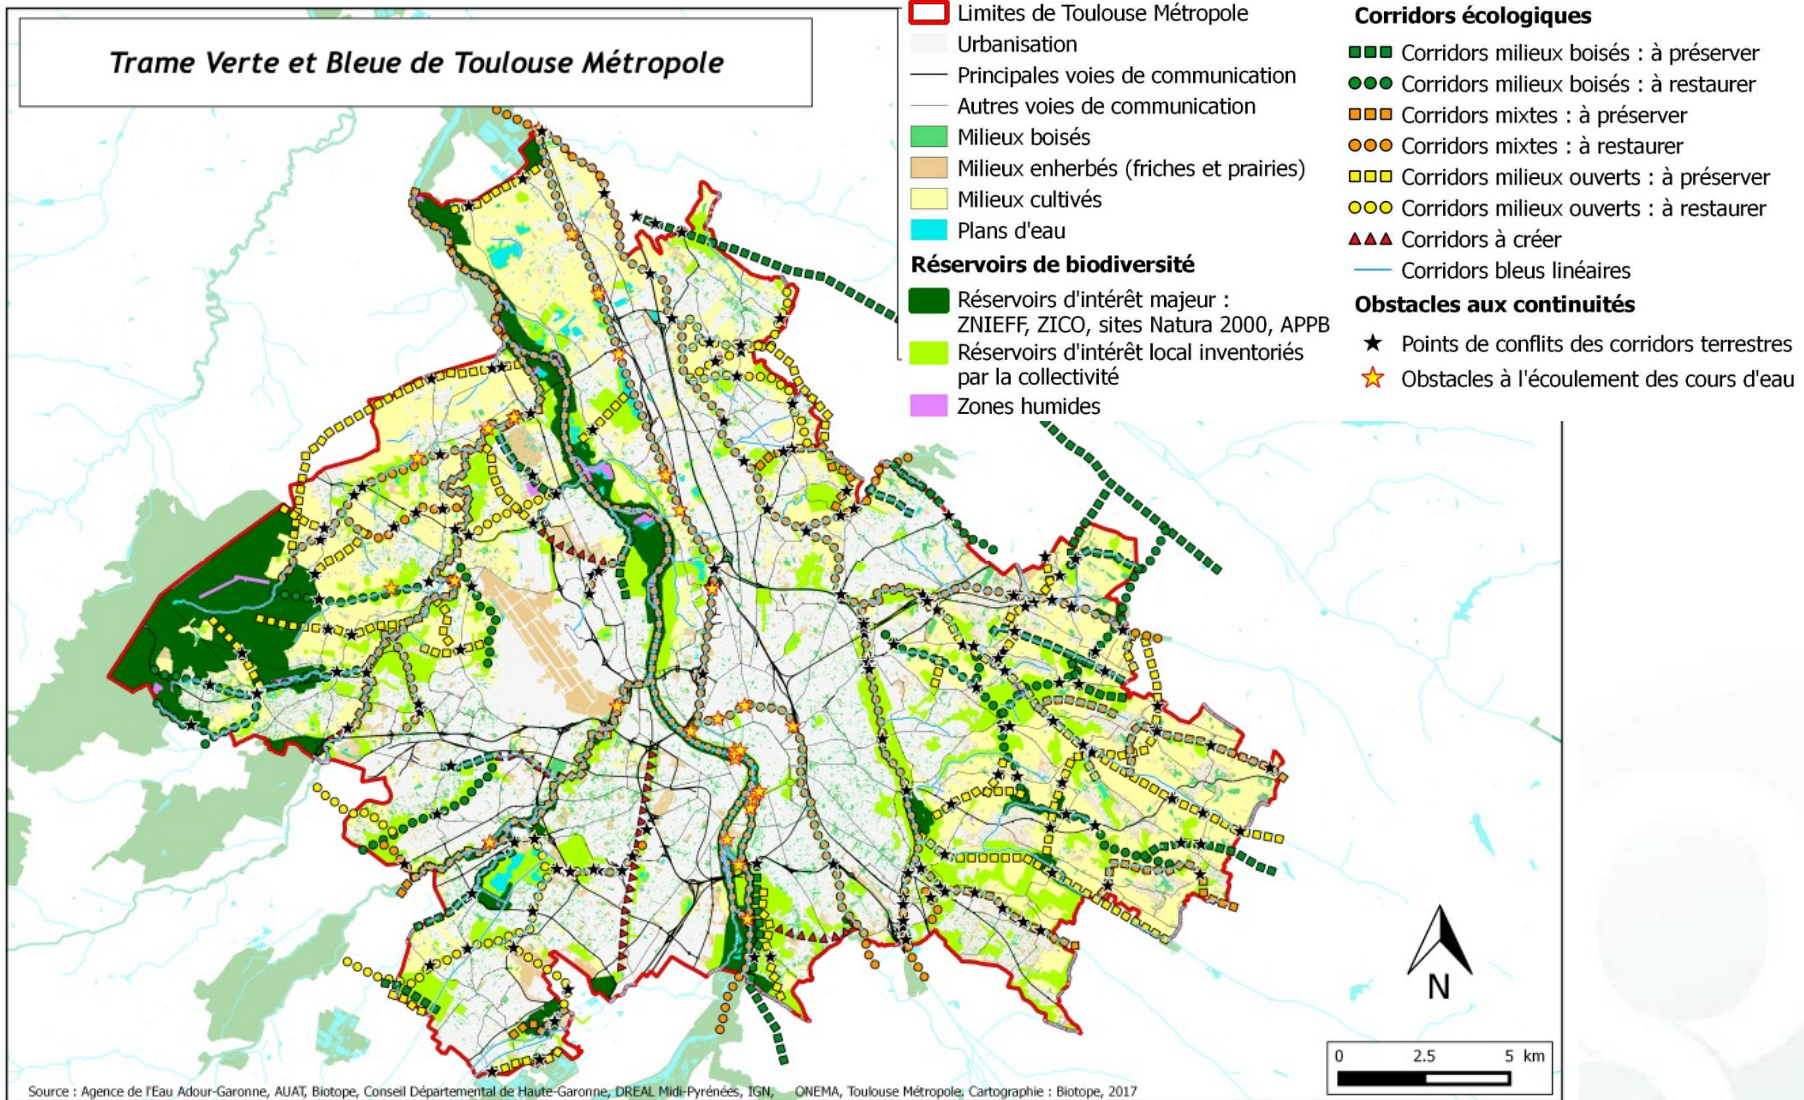 Trame Verte et Bleue de Toulouse Métropole
Limites de Toulouse Métropole
Urbanisation
Principales voies de communication
Autres voies de communication
Milieux boisés
Milieux enherbés (friches et prairies)
Milieux cultivés
Plans d'eau
Réservoirs de biodiversité
Réservoirs d'intérêt majeur :
ZNIEFF, ZICO, sites Natura 2000, APPB
Réservoirs d'intérêt local inventoriés
par la collectivité
Zones humides
Corridors écologiques
Corridors milieux boisés : à préserver
Corridors milieux boisés : à restaurer
Corridors mixtes : à préserver
Corridors mixtes : à restaurer
Corridors milieux ouverts : à préserver
Corridors milieux ouverts : à restaurer
Corridors à créer
Corridors bleus linéaires
Obstacles aux continuités
Points de conflits des corridors terrestres
Obstacles à l'écoulement des cours d'eau
N
0 2.5 5 km
Source : Agence de l'Eau Adour-Garonne, AUAT, Biotope, Conseil Départemental de Haute-Garonne, DREAL Midi-Pyrénées, IGN, ONEMA, Toulouse Métropole. Cartographie : Biotope, 2017